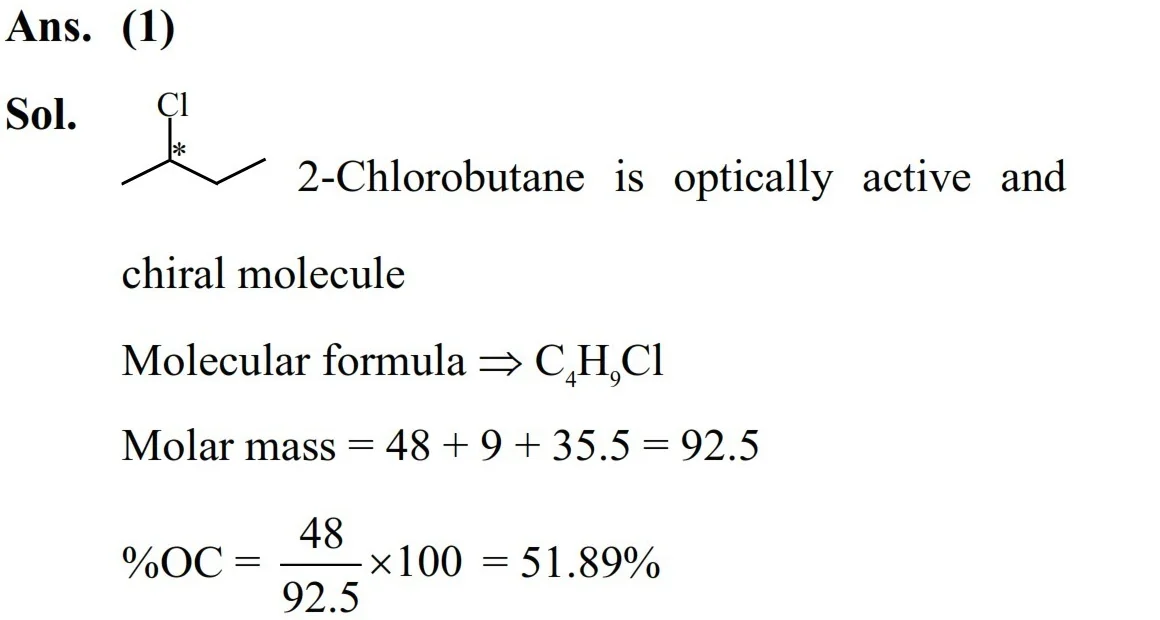 Ans. (1)
Sol.
Cl
*
2-Chlorobutane is optically active and
chiral molecule
Molecular formula ⇒ C₄H₉Cl
Molar mass = 48 + 9 + 35.5 = 92.5
%OC = 48/92.5 ×100 = 51.89%